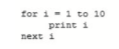 for i = 1 to 10
    print i
next i